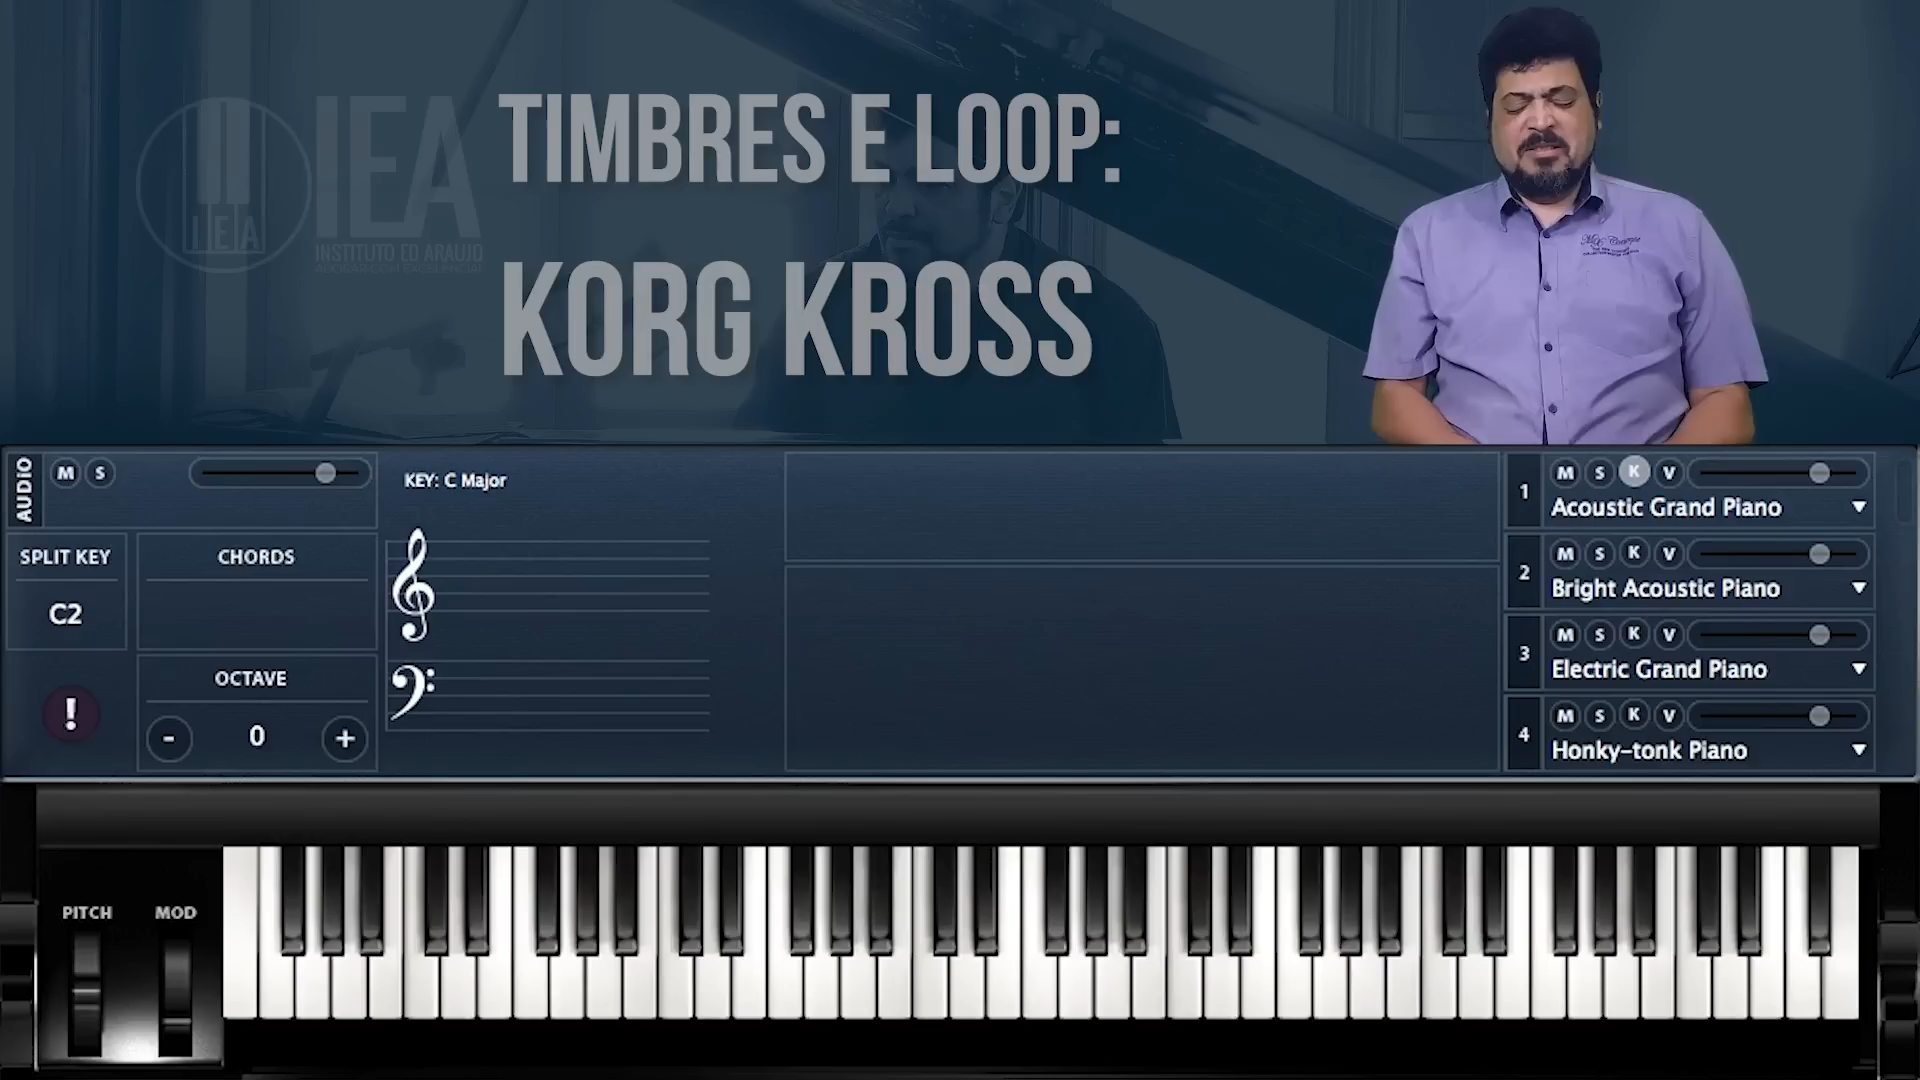 TIMBRES E LOOP:
KORG KROSS
IEA
IEA
INSTITUTO ED ARAUJO
AUDIO
M S
KEY: C Major
SPLIT KEY
C2
CHORDS
!
OCTAVE
- 0 +
1 M S K V
Acoustic Grand Piano
2 M S K V
Bright Acoustic Piano
3 M S K V
Electric Grand Piano
4 M S K V
Honky-tonk Piano
PITCH MOD